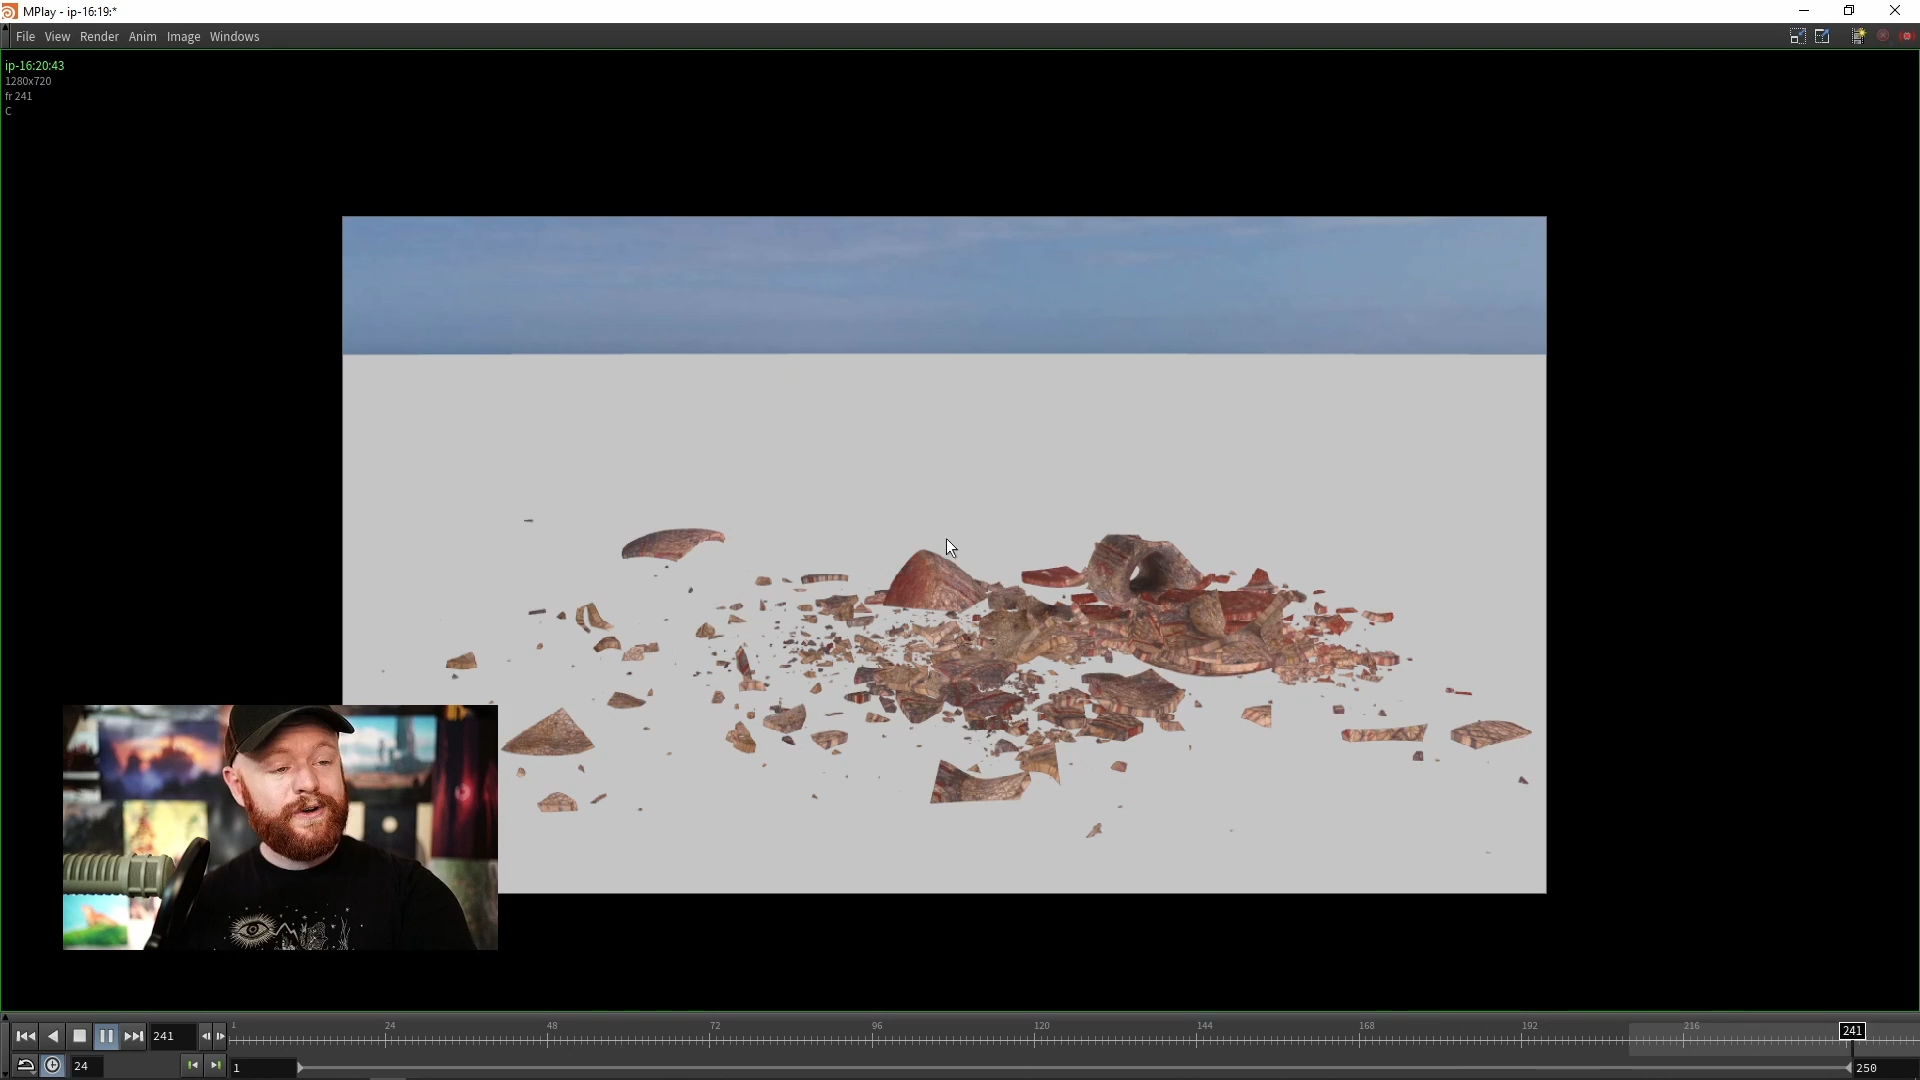 MPlay - ip-16:19:*
File View Render Anim Image Windows
ip-16:20:43
1280x720
fr 241
C
241 1 24 48 72 96 120 144 168 192 216 241
24 1 250